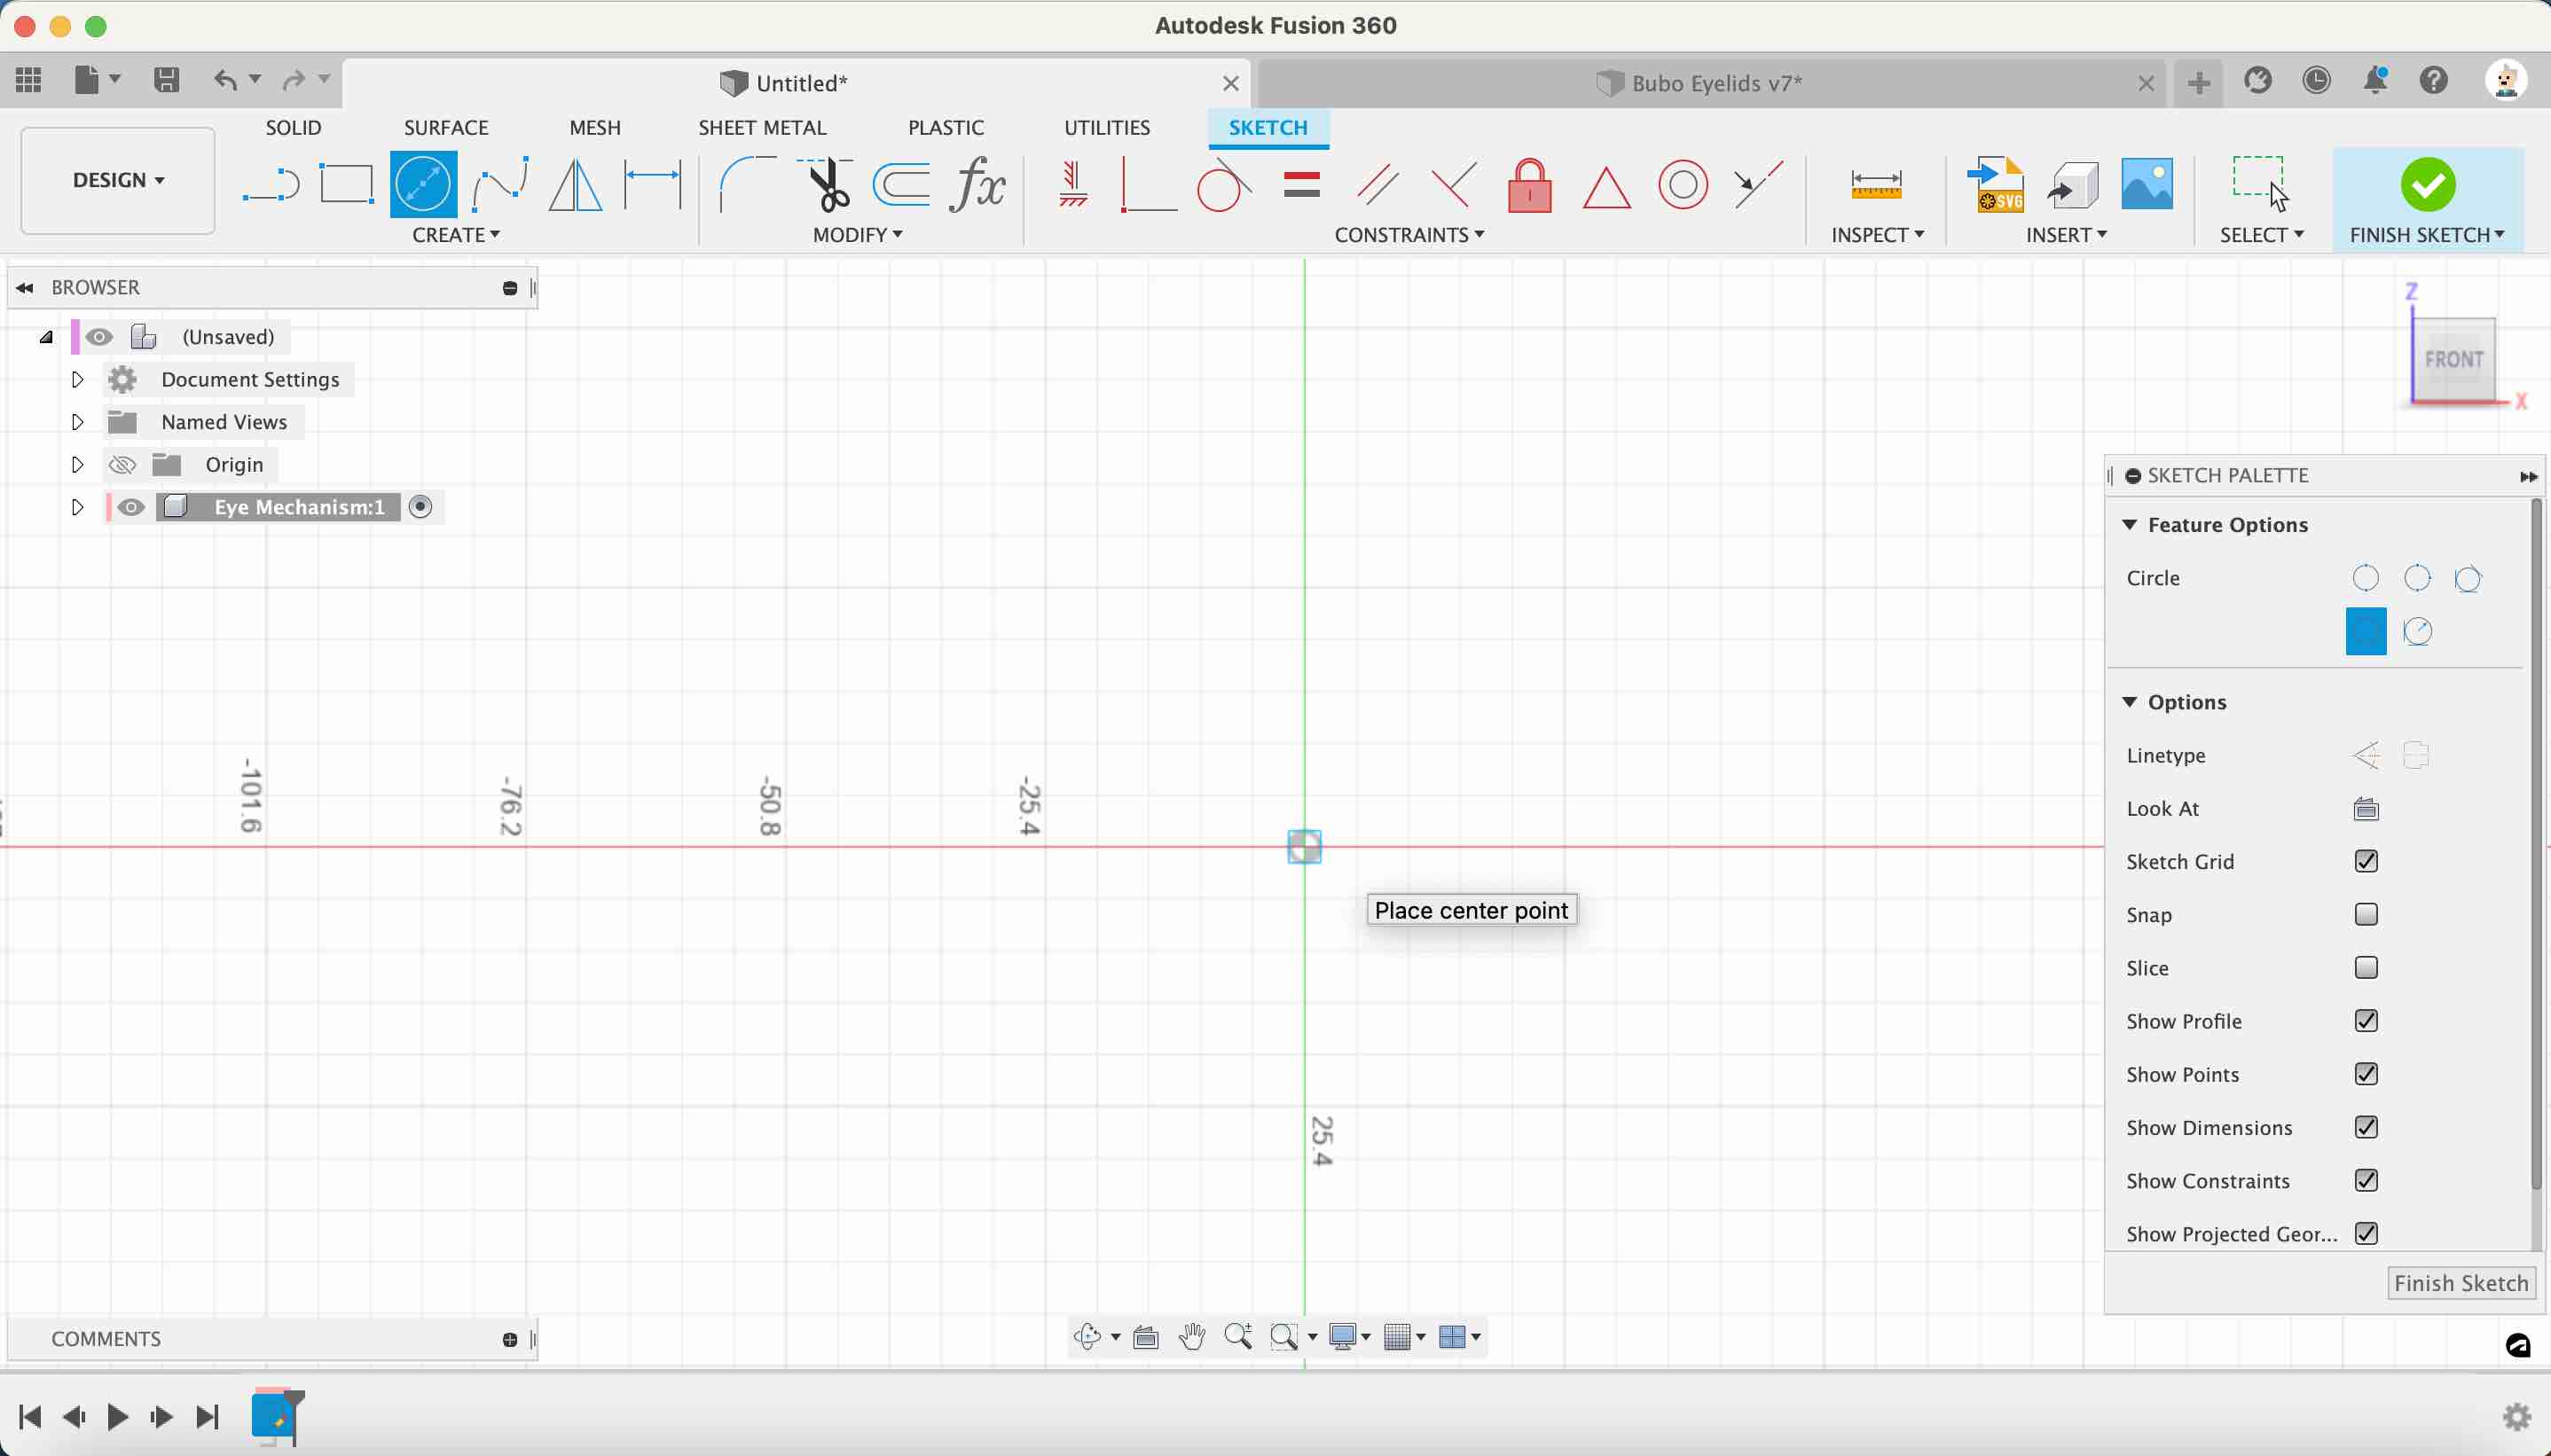 Autodesk Fusion 360
Untitled*
Bubo Eyelids v7*
SOLID
SURFACE
MESH
SHEET METAL
PLASTIC
UTILITIES
SKETCH
DESIGN
fx
SVG
CREATE
MODIFY
CONSTRAINTS
INSPECT
INSERT
SELECT
FINISH SKETCH
BROWSER
(Unsaved)
Document Settings
Named Views
Origin
Eye Mechanism:1
Z
FRONT
X
SKETCH PALETTE
Feature Options
Circle
Options
Linetype
Look At
Sketch Grid
Snap
Slice
Show Profile
Show Points
Show Dimensions
Show Constraints
Show Projected Geor...
Finish Sketch
-101.6
-76.2
-50.8
-25.4
Place center point
25.4
COMMENTS